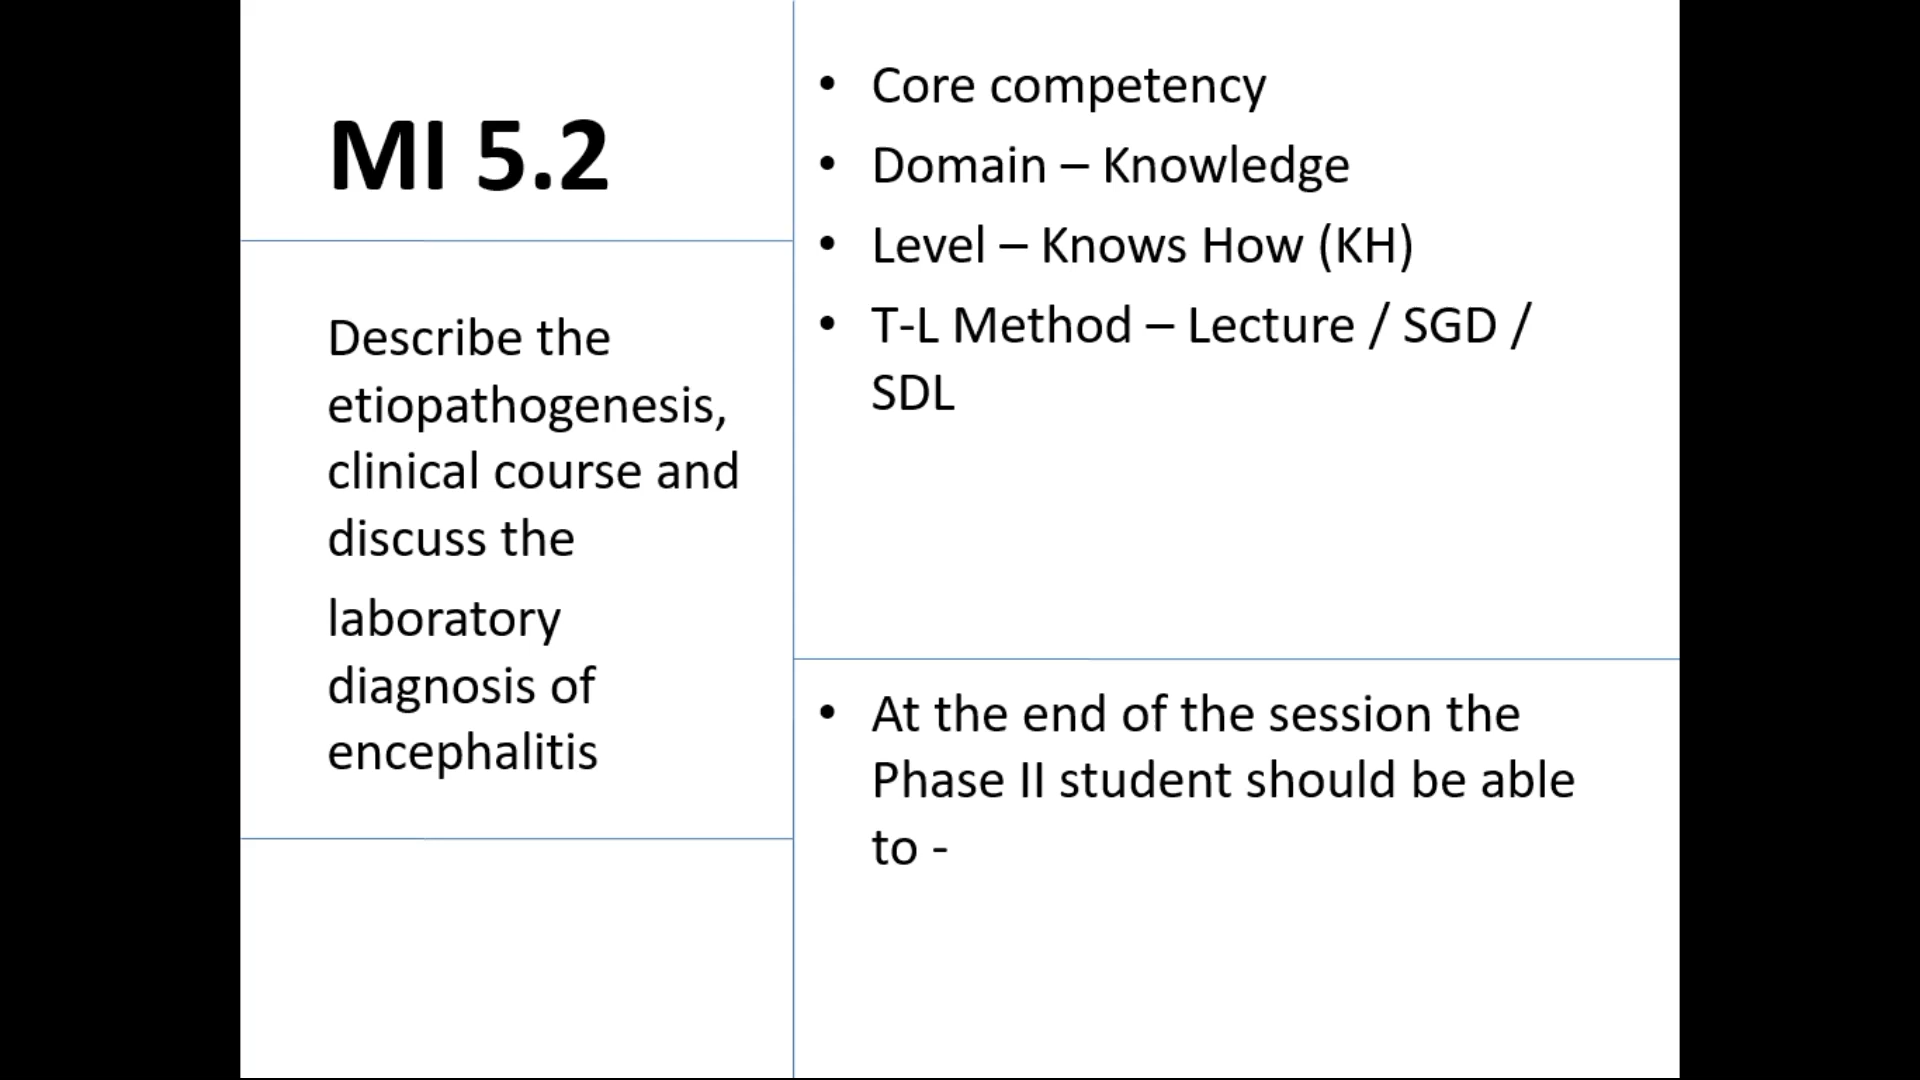 MI 5.2
Describe the
etiopathogenesis,
clinical course and
discuss the
laboratory
diagnosis of
encephalitis
• Core competency
• Domain – Knowledge
• Level – Knows How (KH)
• T-L Method – Lecture / SGD /
SDL
• At the end of the session the
Phase II student should be able
to -